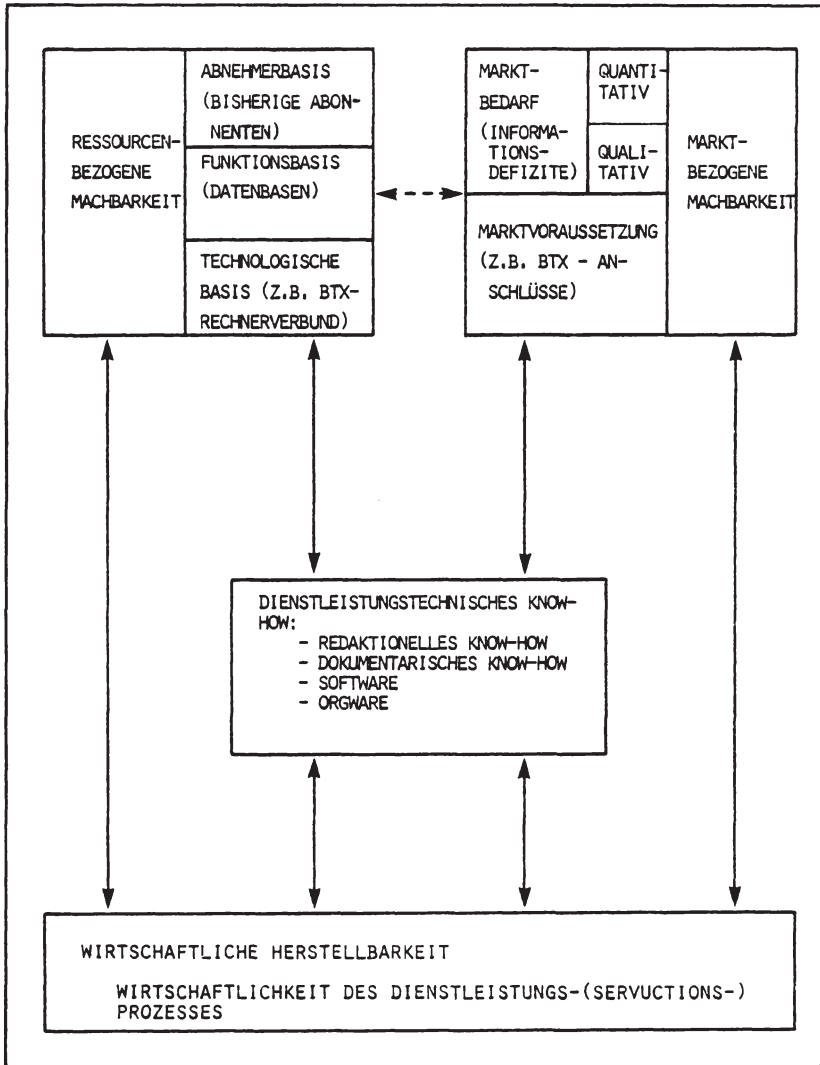 RESSOURCEN-
BEZOGENE
MACHBARKEIT
ABNEHMERBASIS
(BISHERIGE ABON-
NENTEN)
FUNKTIONSBASIS
(DATENBASEN)
TECHNOLOGISCHE
BASIS (Z.B. BTX-
RECHNERVERBUND)
MARKT-
BEDARF
(INFORMA-
TIONS-
DEFIZITE)
QUANTI-
TATIV
QUALI-
TATIV
MARKTVORAUSSETZUNG
(Z.B. BTX - AN-
SCHLÜSSE)
MARKT-
BEZOGENE
MACHBARKEIT
DIENSTLEISTUNGSTECHNISCHES KNOW-
HOW:
- REDAKTIONELLES KNOW-HOW
- DOKUMENTARISCHES KNOW-HOW
- SOFTWARE
- ORGWARE
WIRTSCHAFTLICHE HERSTELLBARKEIT
WIRTSCHAFTLICHKEIT DES DIENSTLEISTUNGS-(SERVUCTIONS-)
PROZESSES